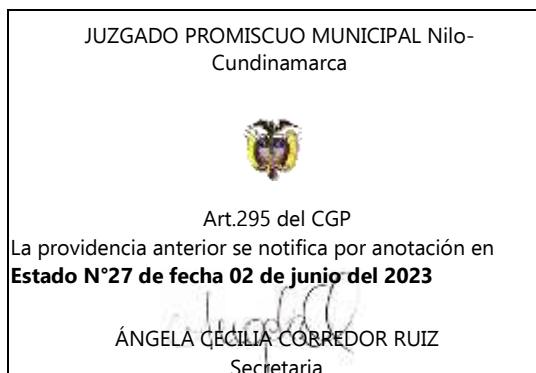 JUZGADO PROMISCUO MUNICIPAL Nilo-
Cundinamarca
Art.295 del CGP
La providencia anterior se notifica por anotación en
Estado N°27 de fecha 02 de junio del 2023
ÁNGELA CECILIA CORREDOR RUIZ
Secretaria